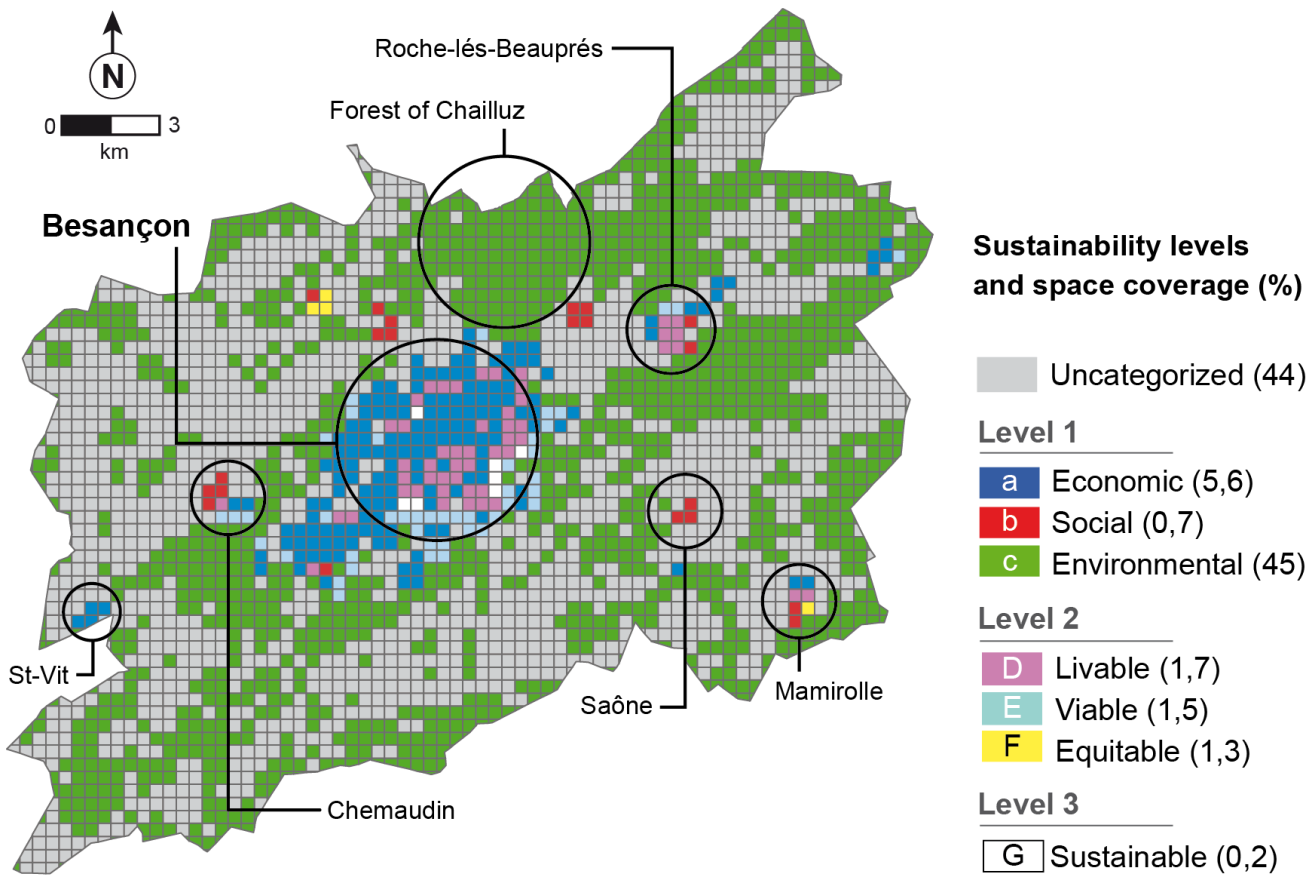 Roche-lés-Beauprés
N
Forest of Chailluz
0 3
km
Besançon
Sustainability levels
and space coverage (%)
Uncategorized (44)
Level 1
a Economic (5,6)
b Social (0,7)
c Environmental (45)
Level 2
D Livable (1,7)
E Viable (1,5)
F Equitable (1,3)
Level 3
G Sustainable (0,2)
St-Vit
Saône
Mamirolle
Chemaudin